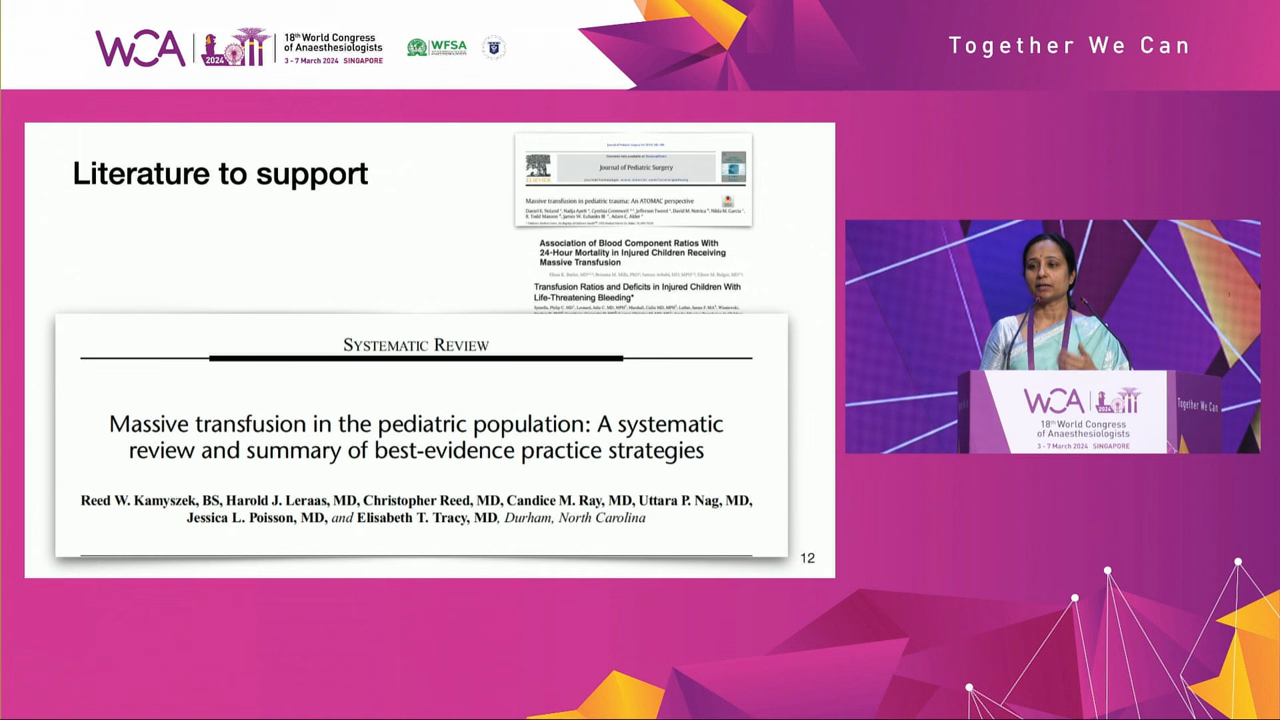 WCA
2024
18th World Congress
of Anaesthesiologists
3 - 7 March 2024 SINGAPORE
WFSA
Together We Can
Literature to support
ELSEVIER
Journal of Pediatric Surgery
Massive transfusion in pediatric trauma: An ATOMAC perspective
Association of Blood Component Ratios With
24-Hour Mortality in Injured Children Receiving
Massive Transfusion
Transfusion Ratios and Deficits in Injured Children With
Life-Threatening Bleeding*
SYSTEMATIC REVIEW
Massive transfusion in the pediatric population: A systematic
review and summary of best-evidence practice strategies
Reed W. Kamyszek, BS, Harold J. Leraas, MD, Christopher Reed, MD, Candice M. Ray, MD, Uttara P. Nag, MD,
Jessica L. Poisson, MD, and Elisabeth T. Tracy, MD, Durham, North Carolina
12
WCA
2024
18th World Congress
of Anaesthesiologists
3 - 7 March 2024 SINGAPORE
Together We Can